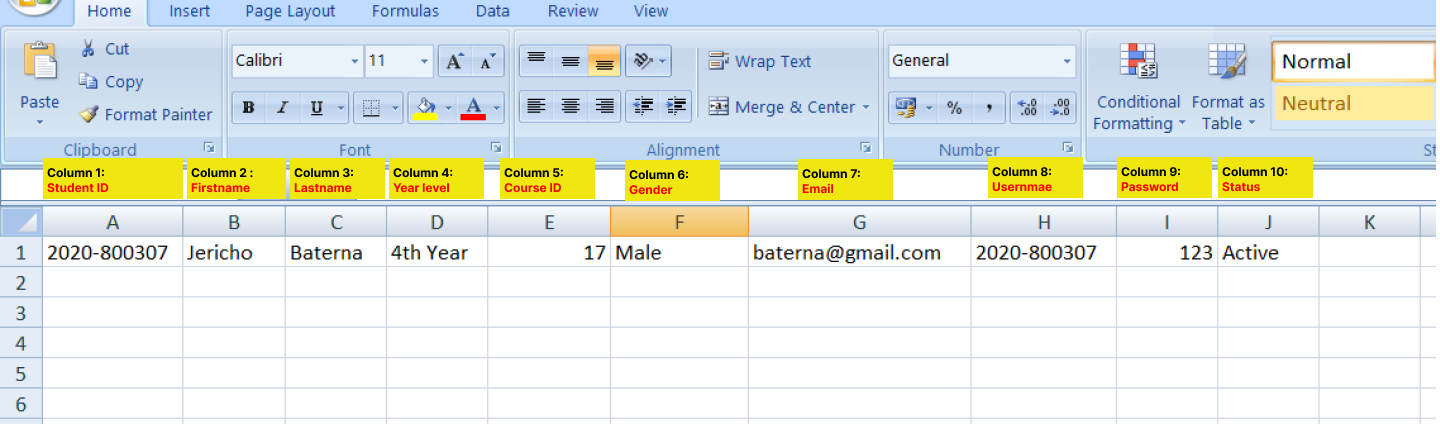 Home Insert Page Layout Formulas Data Review View
Paste
Cut
Copy
Format Painter
Clipboard
Calibri 11 A A
B I U A
Font
Wrap Text
Merge & Center
Alignment
General
% , .0 .00 .00 .0
Number
Conditional Formatting
Format as Table
Normal
Neutral
St
Column 1:
Student ID
Column 2 :
Firstname
Column 3:
Lastname
Column 4:
Year level
Column 5:
Course ID
Column 6:
Gender
Column 7:
Email
Column 8:
Usernmae
Column 9:
Password
Column 10:
Status
A B C D E F G H I J K
1 2020-800307 Jericho Baterna 4th Year 17 Male baterna@gmail.com 2020-800307 123 Active
2
3
4
5
6